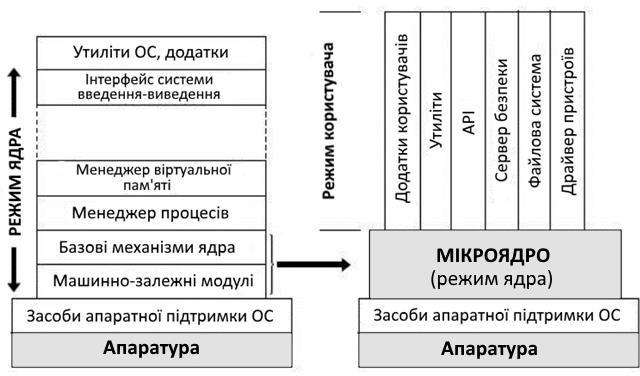 Утиліти ОС, додатки
Інтерфейс системи
введення-виведення
РЕЖИМ ЯДРА
Менеджер віртуальної
пам'яті
Менеджер процесів
Базові механізми ядра
Машинно-залежні модулі
Засоби апаратної підтримки ОС
Апаратура
Режим користувача
Додатки користувачів
Утиліти
API
Сервер безпеки
Файлова система
Драйвер пристроїв
МІКРОЯДРО
(режим ядра)
Засоби апаратної підтримки ОС
Апаратура